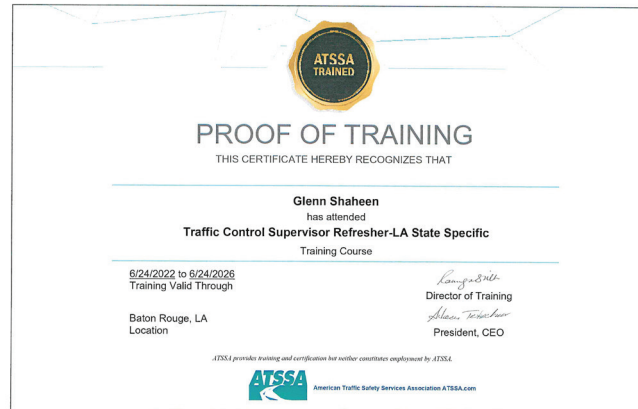 ATSSA
TRAINED
PROOF OF TRAINING
THIS CERTIFICATE HEREBY RECOGNIZES THAT
Glenn Shaheen
has attended
Traffic Control Supervisor Refresher-LA State Specific
Training Course
6/24/2022 to 6/24/2026
Training Valid Through
Director of Training
Baton Rouge, LA
Location
President, CEO
ATSSA provides training and certification but neither constitutes employment by ATSSA.
ATSSA
American Traffic Safety Services Association ATSSA.com